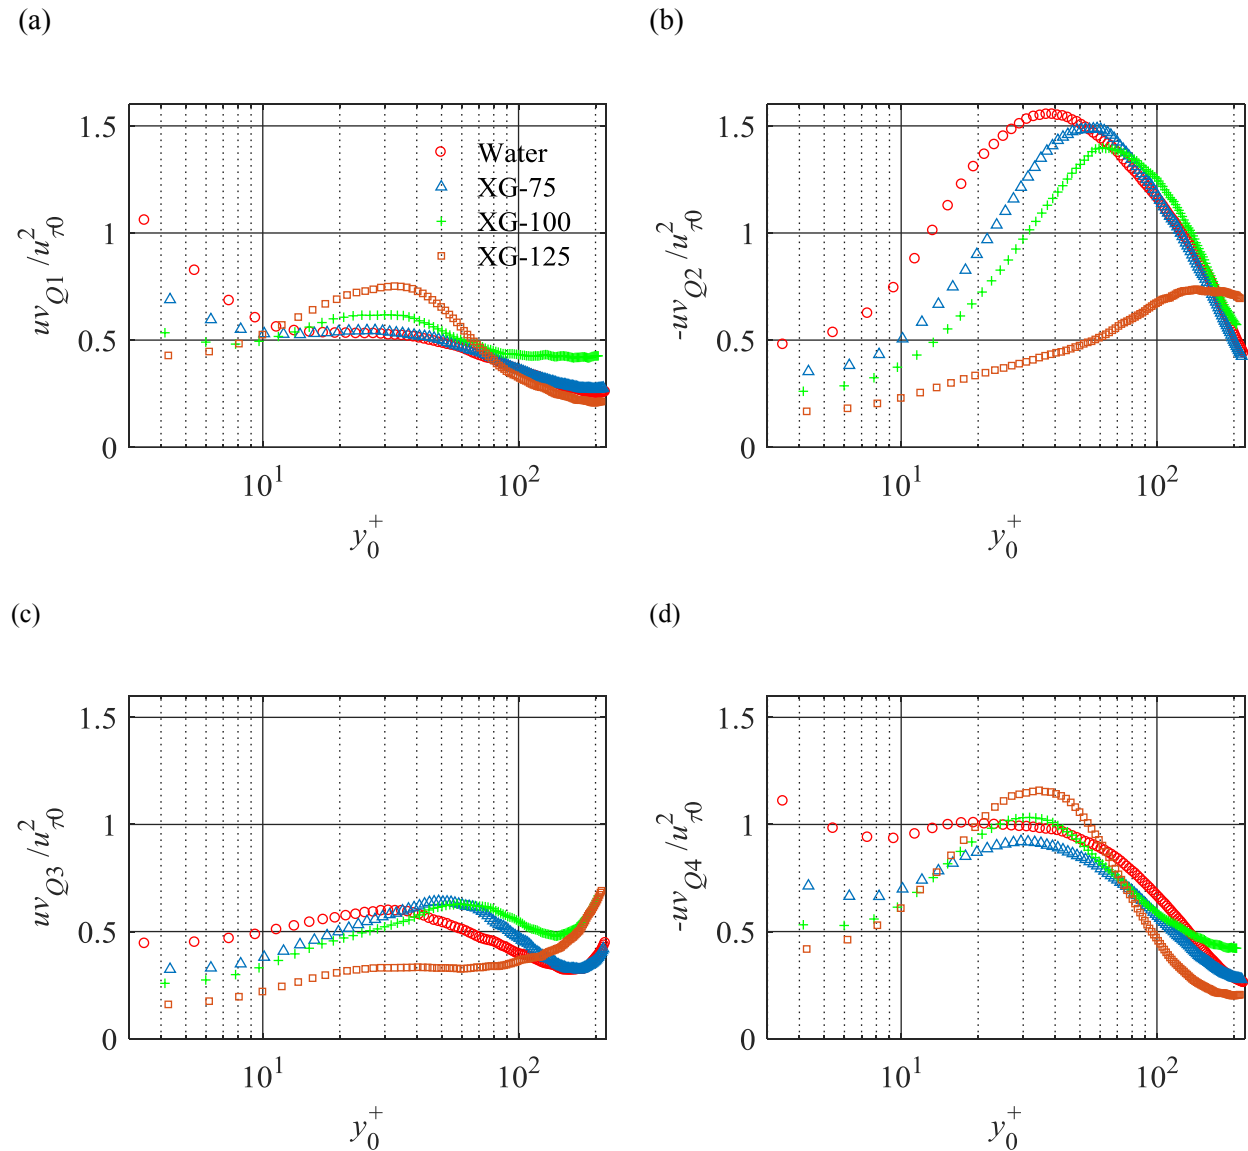 (a)
(b)
1.5
1
0.5
0
10^1
10^2
y_0^+
uv_Q1 /u_τ0^2
Water
XG-75
XG-100
XG-125
1.5
1
0.5
0
10^1
10^2
y_0^+
-uv_Q2 /u_τ0^2
(c)
(d)
1.5
1
0.5
0
10^1
10^2
y_0^+
uv_Q3 /u_τ0^2
1.5
1
0.5
0
10^1
10^2
y_0^+
-uv_Q4 /u_τ0^2